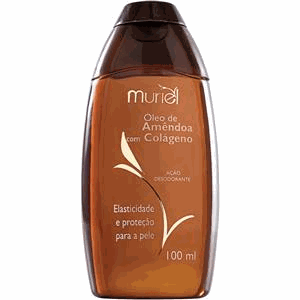 muriel
Óleo de
Amêndoa
com Colágeno
AÇÃO
DESODORANTE
Elasticidade
e proteção
para a pele
100 ml